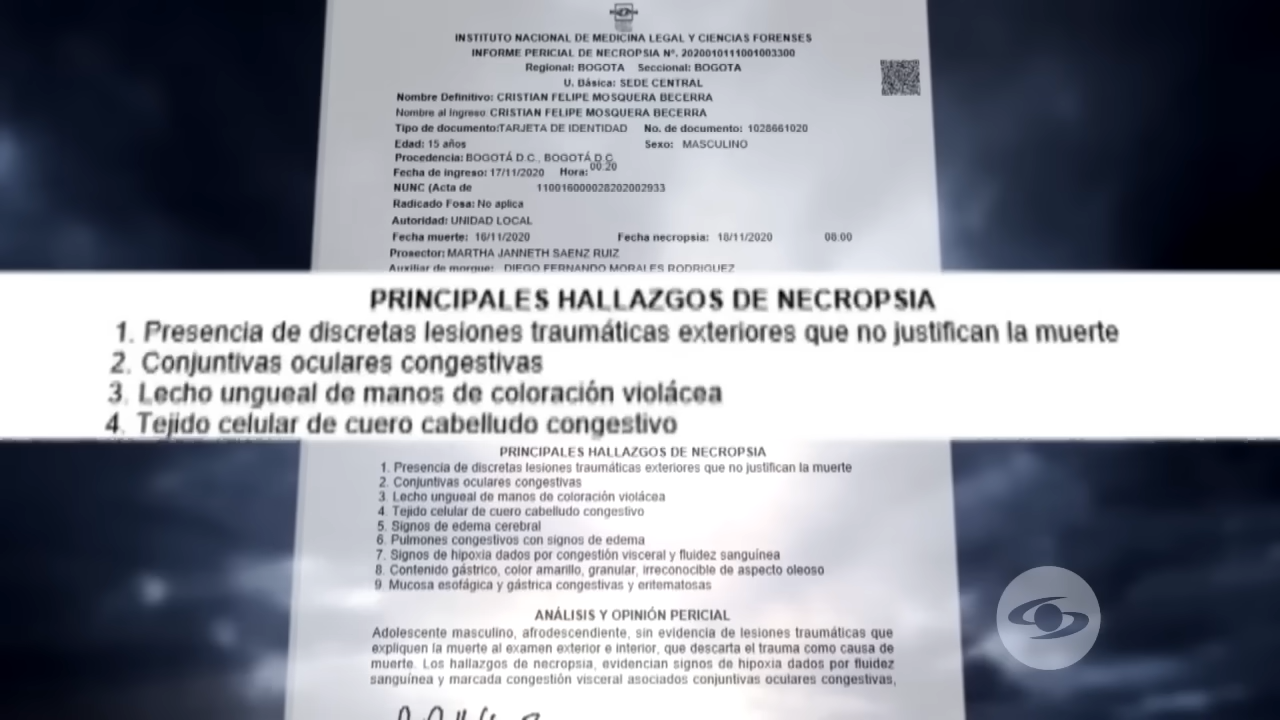 INSTITUTO NACIONAL DE MEDICINA LEGAL Y CIENCIAS FORENSES
INFORME PERICIAL DE NECROPSIA Nº. 2020010111001003300
Regional: BOGOTA Seccional: BOGOTA
U. Básica: SEDE CENTRAL
Nombre Definitivo: CRISTIAN FELIPE MOSQUERA BECERRA
Nombre al Ingreso: CRISTIAN FELIPE MOSQUERA BECERRA
Tipo de documento:TARJETA DE IDENTIDAD No. de documento: 1028661020
Edad: 15 años Sexo: MASCULINO
Procedencia: BOGOTÁ D.C., BOGOTÁ D.C.
Fecha de ingreso: 17/11/2020 Hora: 00:20
NUNC (Acta de 110016000028202002933
Radicado Fosa: No aplica
Autoridad: UNIDAD LOCAL
Fecha muerte: 16/11/2020 Fecha necropsia: 18/11/2020 08:00
Prosector: MARTHA JANNETH SAENZ RUIZ
Auxiliar de morgue: DIEGO FERNANDO MORALES RODRIGUEZ
PRINCIPALES HALLAZGOS DE NECROPSIA
1. Presencia de discretas lesiones traumáticas exteriores que no justifican la muerte
2. Conjuntivas oculares congestivas
3. Lecho ungueal de manos de coloración violácea
4. Tejido celular de cuero cabelludo congestivo
PRINCIPALES HALLAZGOS DE NECROPSIA
1. Presencia de discretas lesiones traumáticas exteriores que no justifican la muerte
2. Conjuntivas oculares congestivas
3. Lecho ungueal de manos de coloración violácea
4. Tejido celular de cuero cabelludo congestivo
5. Signos de edema cerebral
6. Pulmones congestivos con signos de edema
7. Signos de hipoxia dados por congestión visceral y fluidez sanguínea
8. Contenido gástrico, color amarillo, granular, irreconocible de aspecto oleoso
9. Mucosa esofágica y gástrica congestivas y eritematosas
ANÁLISIS Y OPINIÓN PERICIAL
Adolescente masculino, afrodescendiente, sin evidencia de lesiones traumáticas que
expliquen la muerte al examen exterior e interior, que descarta el trauma como causa de
muerte. Los hallazgos de necropsia, evidencian signos de hipoxia dados por fluidez
sanguínea y marcada congestión visceral asociados conjuntivas oculares congestivas,